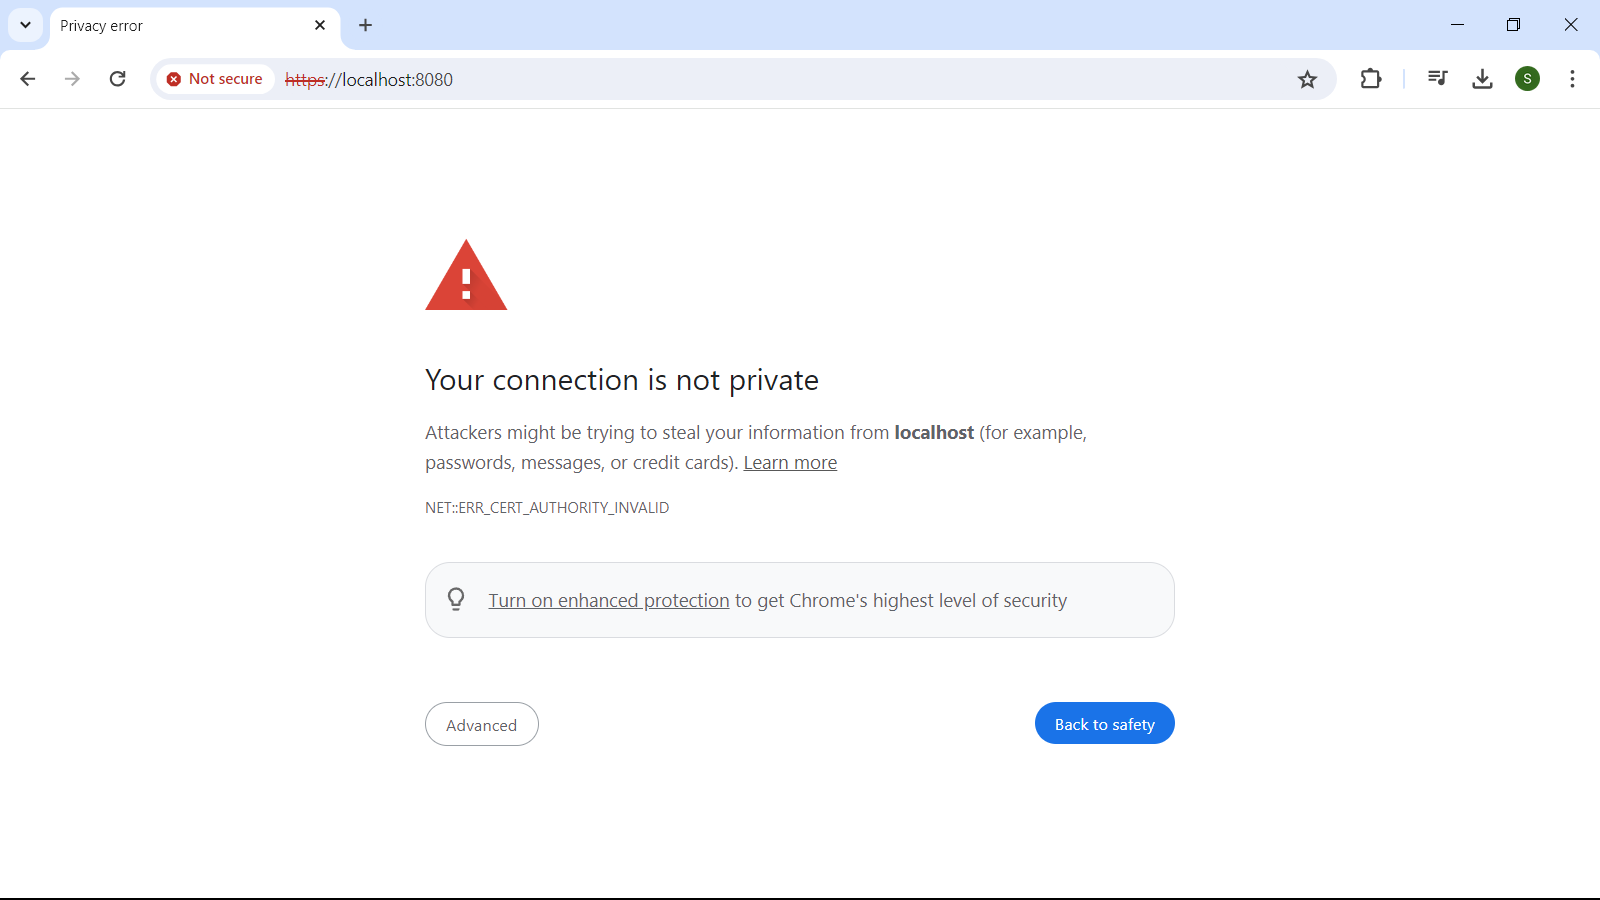 Privacy error
Not secure https://localhost:8080
S
Your connection is not private
Attackers might be trying to steal your information from localhost (for example,
passwords, messages, or credit cards). Learn more
NET::ERR_CERT_AUTHORITY_INVALID
Turn on enhanced protection to get Chrome's highest level of security
Advanced
Back to safety